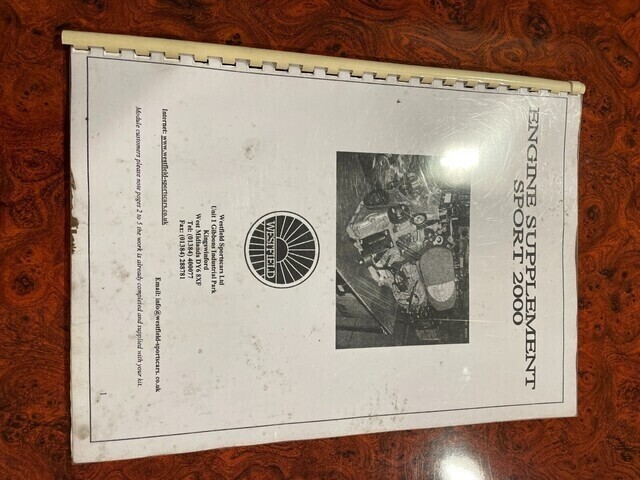 ENGINE SUPPLEMENT
SPORT 2000
WESTFIELD
Westfield Sportscars Ltd
Unit 1 Gibbons Industrial Park
Kingswinford
West Midlands DY6 8XF
Tel: (01384) 400077
Fax: (01384) 288781
Internet: www.westfield-sportscars.co.uk
Email: info@westfield-sportscars. co.uk
Module customers please note pages 2 to 5 the work is already completed and supplied with your kit.
1